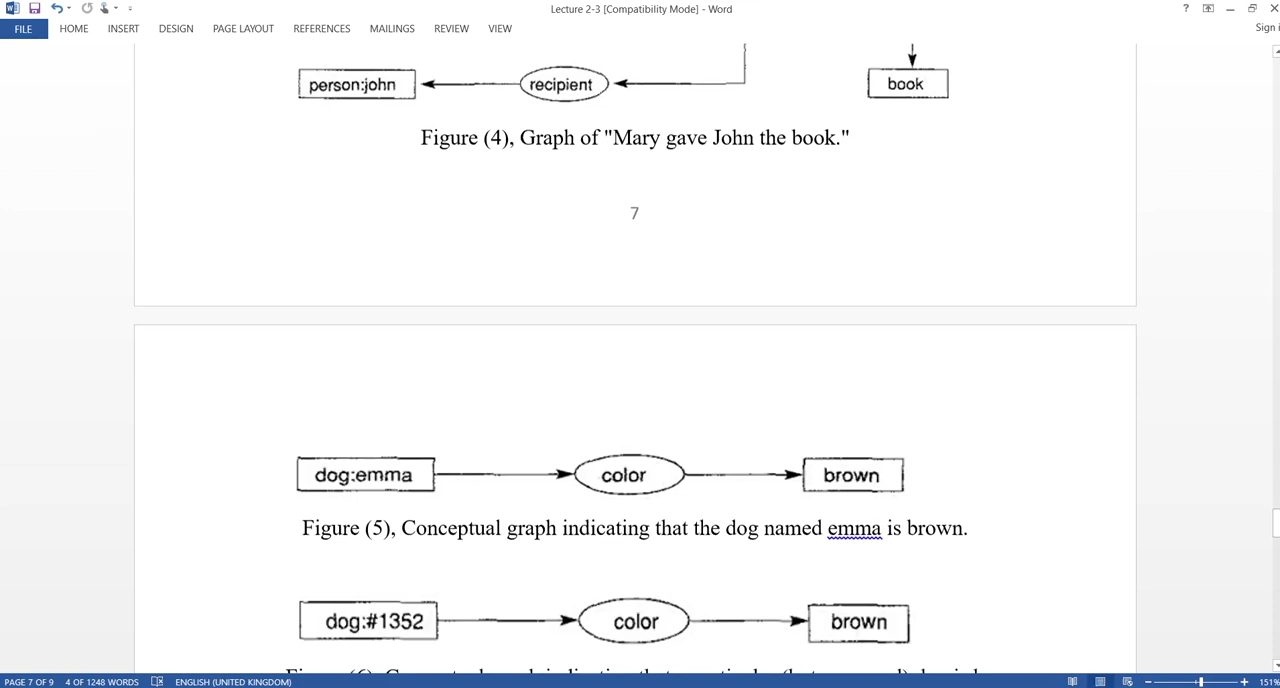 Lecture 2-3 [Compatibility Mode] - Word
?
FILE HOME INSERT DESIGN PAGE LAYOUT REFERENCES MAILINGS REVIEW VIEW
Sign i
person:john recipient book
Figure (4), Graph of "Mary gave John the book."
7
dog:emma color brown
Figure (5), Conceptual graph indicating that the dog named emma is brown.
dog:#1352 color brown
PAGE 7 OF 9 4 OF 1248 WORDS ENGLISH (UNITED KINGDOM) 151%